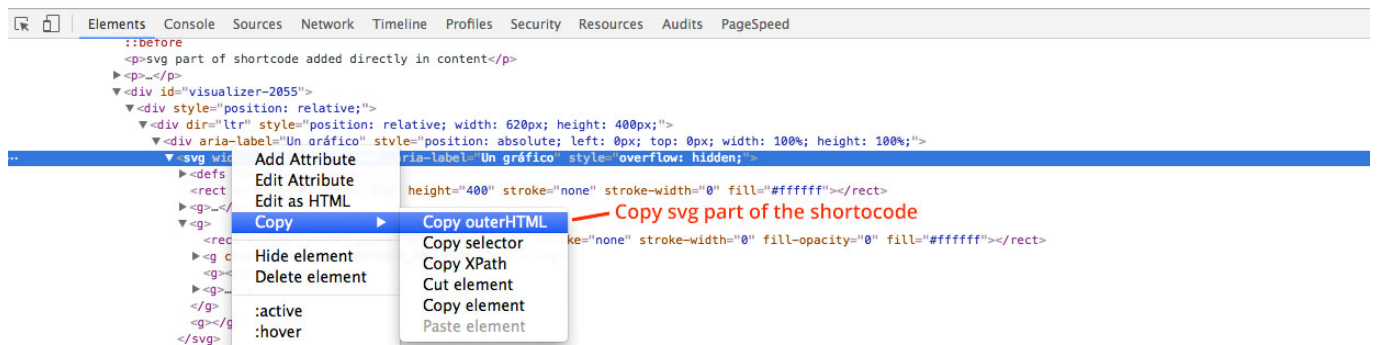 Elements Console Sources Network Timeline Profiles Security Resources Audits PageSpeed
::before
<p>svg part of shortcode added directly in content</p>
▶<p>…</p>
▼<div id="visualizer-2055">
▼<div style="position: relative;">
▼<div dir="ltr" style="position: relative; width: 620px; height: 400px;">
▼<div aria-label="Un gráfico" style="position: absolute; left: 0px; top: 0px; width: 100%; height: 100%;">
… ▼<svg wid aria-label="Un gráfico" style="overflow: hidden;">
Add Attribute
▶<defs
Edit Attribute
<rect height="400" stroke="none" stroke-width="0" fill="#ffffff"></rect>
Edit as HTML
▶<g>…</
Copy ▶ Copy outerHTML Copy svg part of the shortocode
▼<g>
<rec ke="none" stroke-width="0" fill-opacity="0" fill="#ffffff"></rect>
Copy selector
Hide element
▶<g c
Copy XPath
<g><
Delete element
Cut element
▶<g>…
</g>
:active
Copy element
<g></g
:hover
Paste element
</svg>